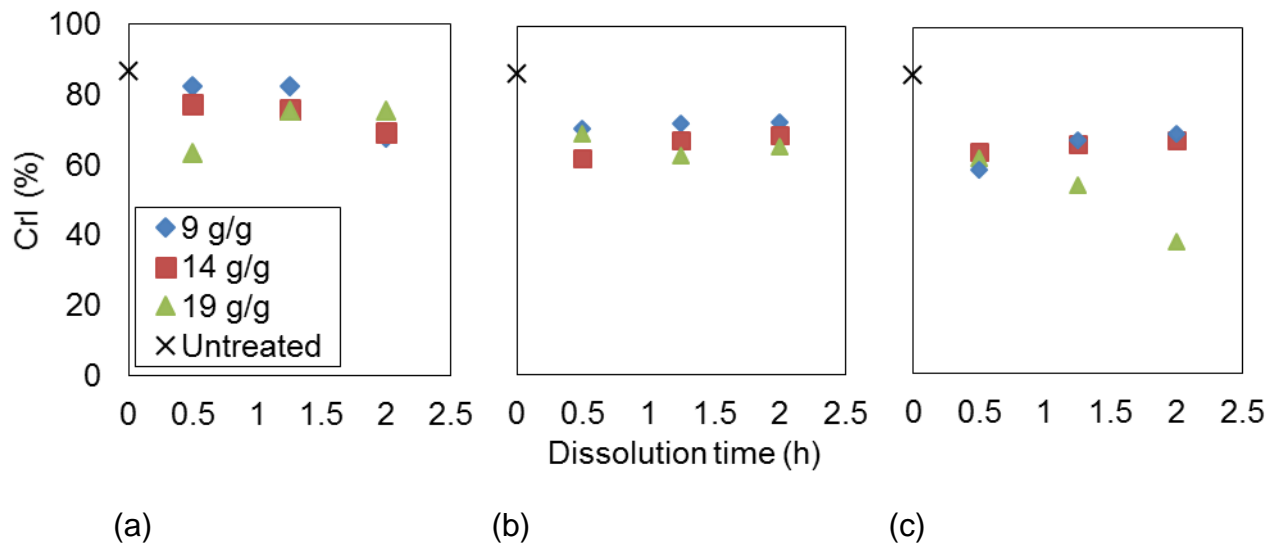 100
80
60
40
20
0
CrI (%)
9 g/g
14 g/g
19 g/g
Untreated
0 0.5 1 1.5 2 2.5
0 0.5 1 1.5 2 2.5
0 0.5 1 1.5 2 2.5
Dissolution time (h)
(a) (b) (c)